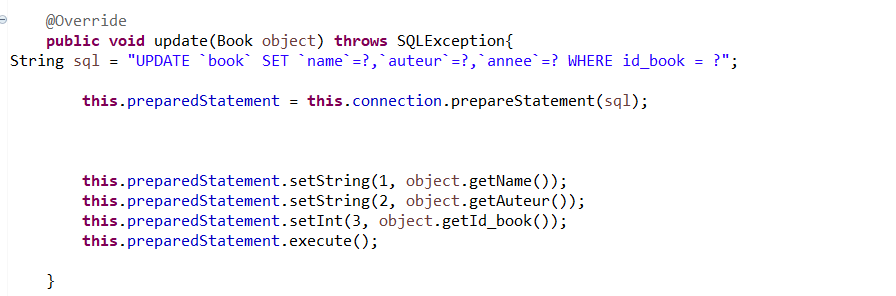 @Override
public void update(Book object) throws SQLException{
String sql = "UPDATE `book` SET `name`=?,`auteur`=?,`annee`=? WHERE id_book = ?";
this.preparedStatement = this.connection.prepareStatement(sql);
this.preparedStatement.setString(1, object.getName());
this.preparedStatement.setString(2, object.getAuteur());
this.preparedStatement.setInt(3, object.getId_book());
this.preparedStatement.execute();
}